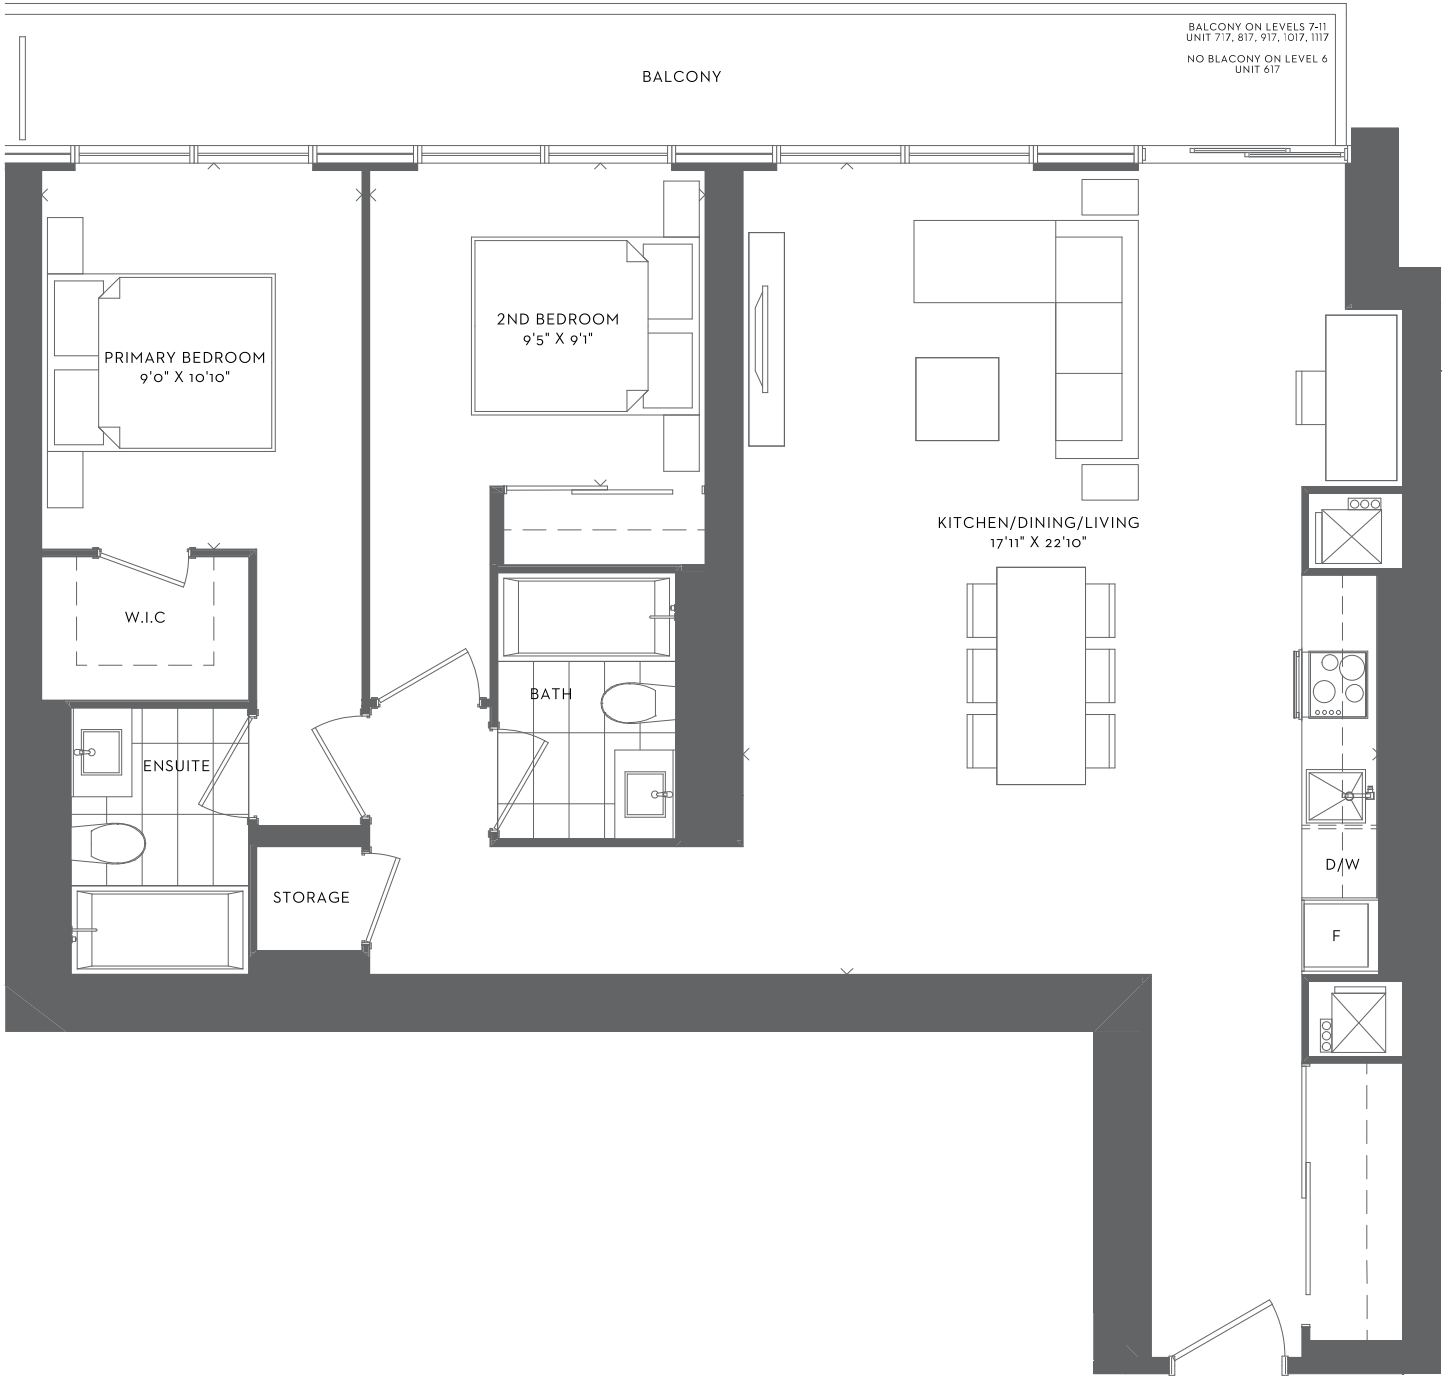 BALCONY ON LEVELS 7-11
UNIT 717, 817, 917, 1017, 1117
NO BLACONY ON LEVEL 6
UNIT 617
BALCONY
2ND BEDROOM
9'5" X 9'1"
PRIMARY BEDROOM
9'0" X 10'10"
KITCHEN/DINING/LIVING
17'11" X 22'10"
W.I.C
BATH
ENSUITE
D/W
STORAGE
F